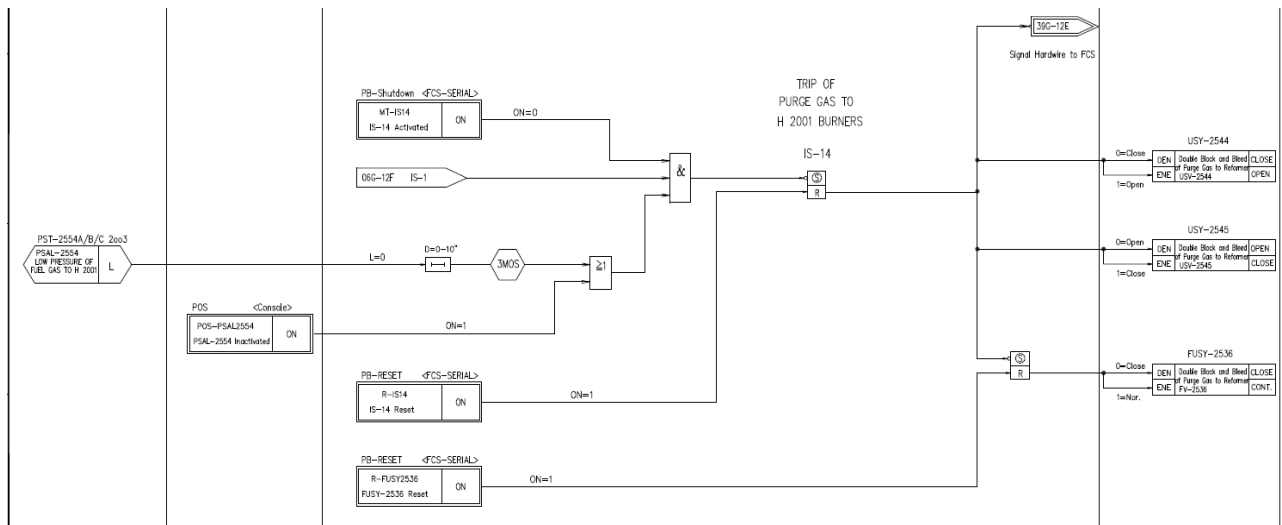 39G-12E
Signal Hardwire to FCS
TRIP OF
PURGE GAS TO
H 2001 BURNERS
IS-14
PB-Shutdown <FCS-SERIAL>
MT-IS14
IS-14 Activated
ON
ON=0
06G-12F IS-1
&
S
R
USY-2544
0=Close
DEN
ENE
Double Block and Bleed
of Purge Gas to Reformer
USV-2544
CLOSE
OPEN
1=Open
USY-2545
0=Open
DEN
ENE
Double Block and Bleed
of Purge Gas to Reformer
USV-2545
OPEN
CLOSE
1=Close
PST-2554A/B/C 2oo3
PSAL-2554
LOW PRESSURE OF
FUEL GAS TO H 2001
L
L=0
D=0-10"
3MOS
≥1
POS <Console>
POS-PSAL2554
PSAL-2554 Inactivated
ON
ON=1
FUSY-2536
S
R
0=Close
DEN
ENE
Double Block and Bleed
of Purge Gas to Reformer
FV-2536
CLOSE
CONT.
1=Nor.
PB-RESET <FCS-SERIAL>
R-IS14
IS-14 Reset
ON
ON=1
PB-RESET <FCS-SERIAL>
R-FUSY2536
FUSY-2536 Reset
ON
ON=1